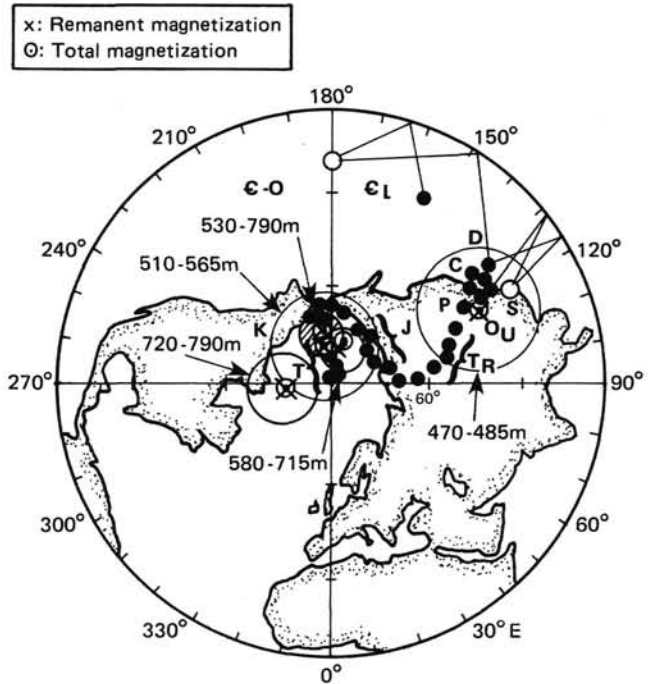 x: Remanent magnetization
⊙: Total magnetization
180°
210°
150°
Є-O
ЄL
530-790m
240°
D
120°
510-565m
C
S
K
P
J
O
U
720-790m
T
TR
270°
60°
90°
580-715m
470-485m
300°
60°
330°
30°E
0°